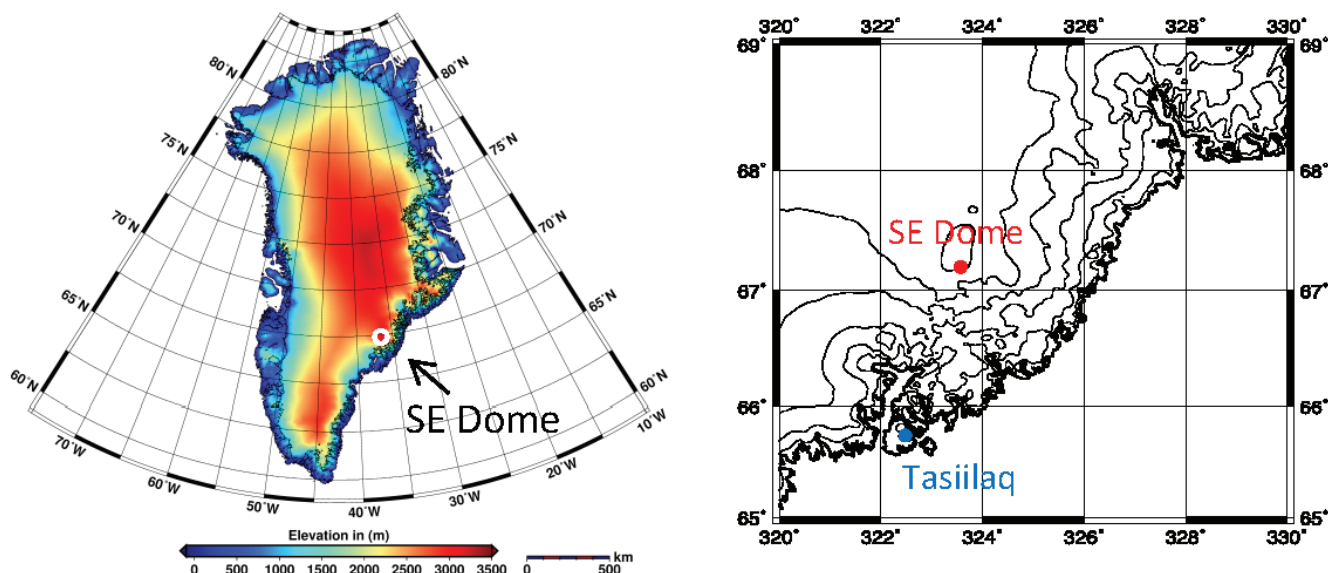 80°N
80°N
75°N
75°N
70°N
70°N
65°N
65°N
60°N
60°N
70°W
60°W
50°W
40°W
30°W
20°W
10°W
SE Dome
Elevation in (m)
0 500 1000 1500 2000 2500 3000 3500
km
0 500
320° 322° 324° 326° 328° 330°
69° 69°
68° 68°
SE Dome
67° 67°
66° 66°
Tasiilaq
65° 65°
320° 322° 324° 326° 328° 330°